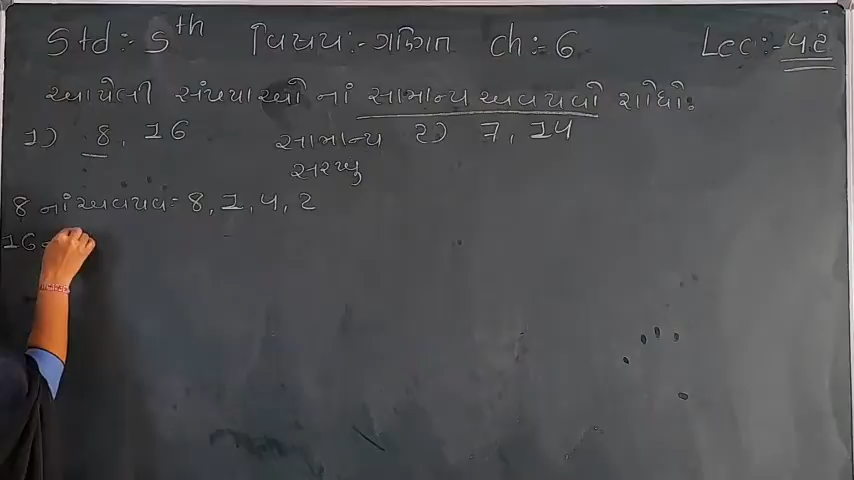 Std:- 5th વિષય:- ગણિત ch:- 6 Lec:- 42
આપેલી સંખ્યાઓ નાં સામાન્ય અવયવો શોધો.
1) 8, 16 સામાન્ય 2) 7, 14
સરખુ
8 નાં અવયવ = 8, 1, 4, 2
16 ન